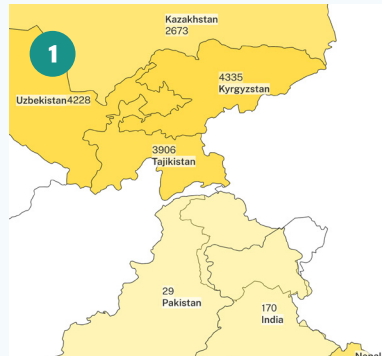 Kazakhstan
2673
1
4335
Kyrgyzstan
Uzbekistan4228
3906
Tajikistan
29
Pakistan
170
India